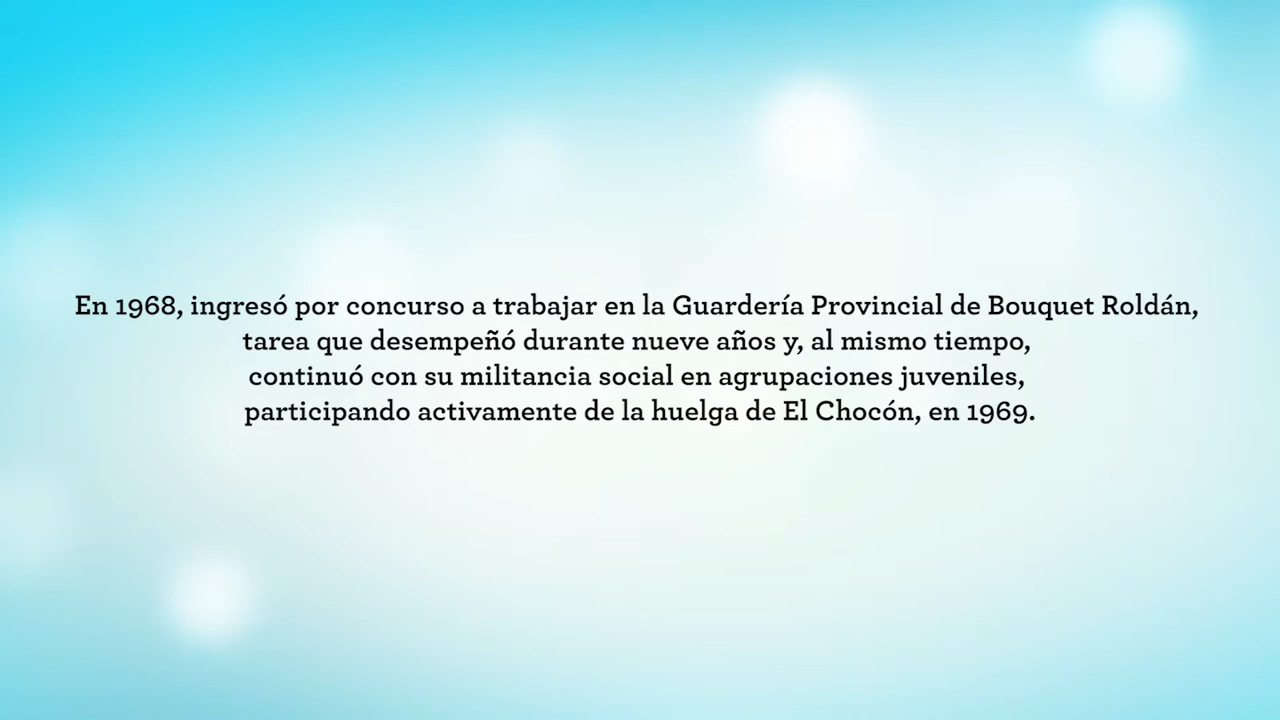 En 1968, ingresó por concurso a trabajar en la Guardería Provincial de Bouquet Roldán,
tarea que desempeñó durante nueve años y, al mismo tiempo,
continuó con su militancia social en agrupaciones juveniles,
participando activamente de la huelga de El Chocón, en 1969.